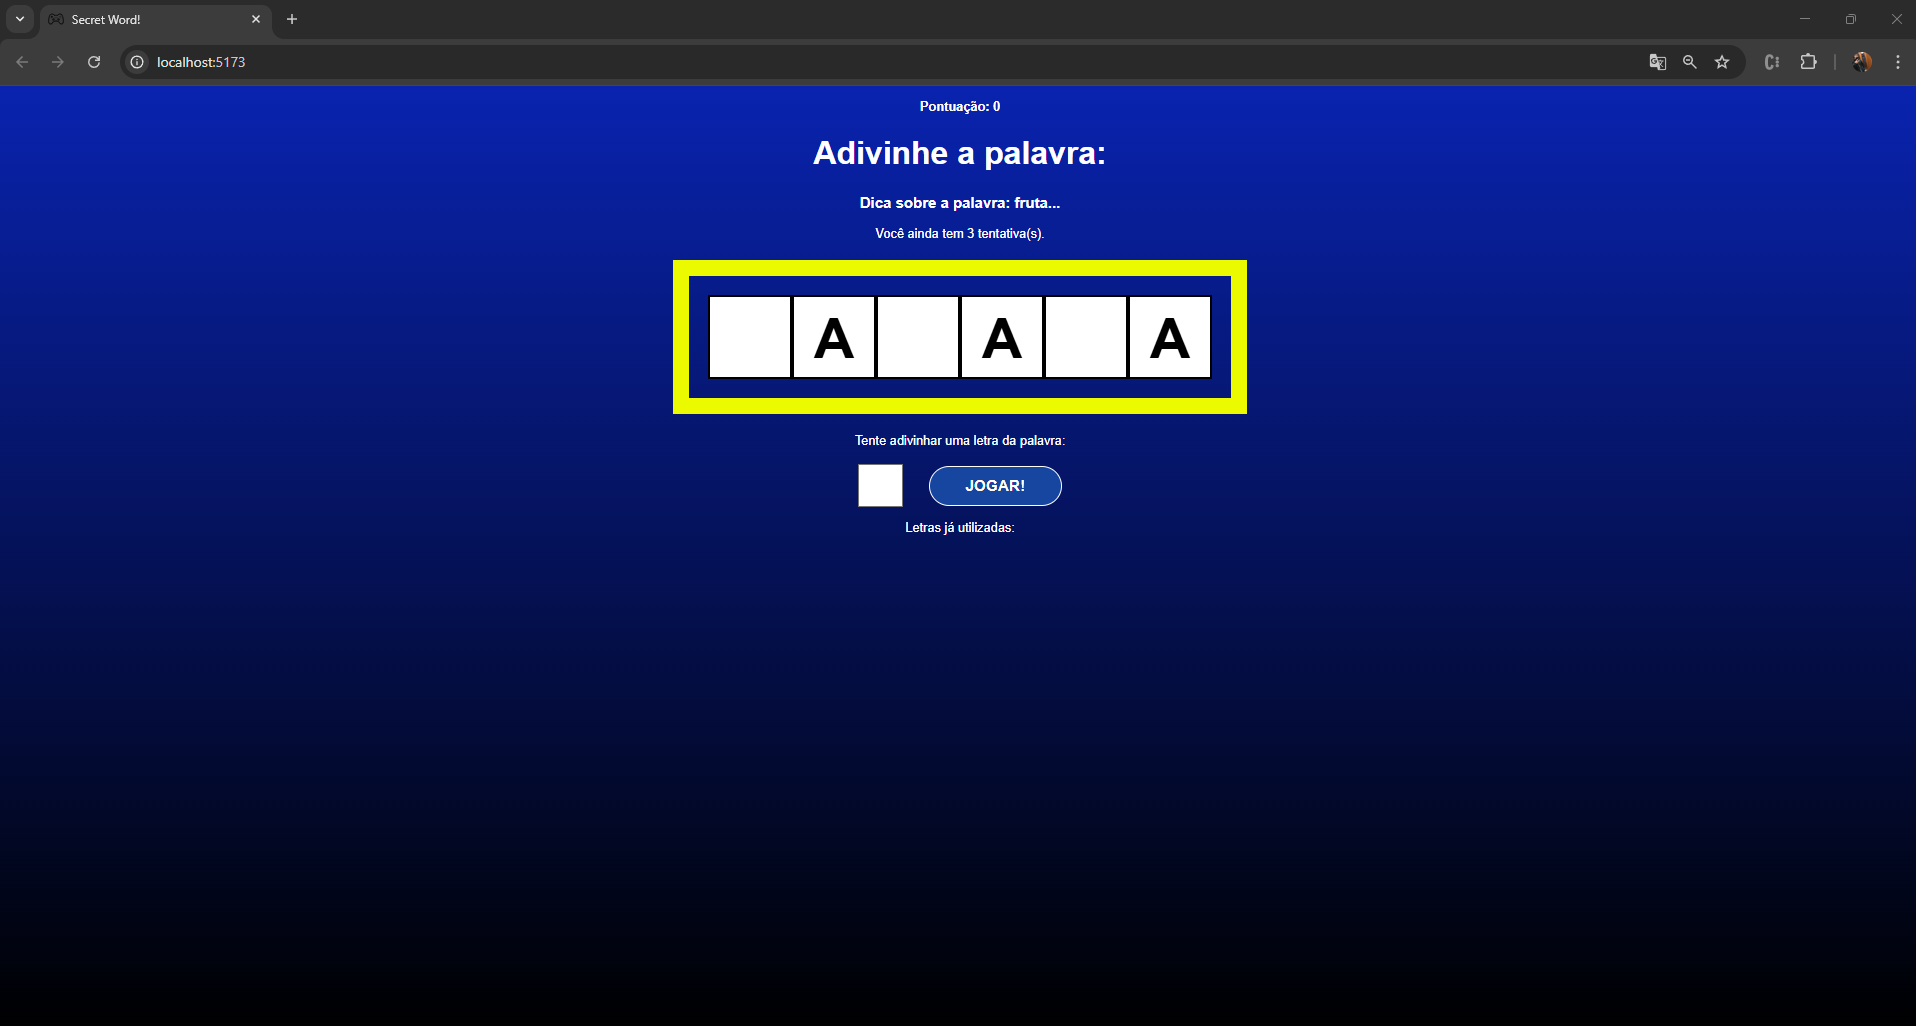 Secret Word!
localhost:5173
Pontuação: 0
Adivinhe a palavra:
Dica sobre a palavra: fruta...
Você ainda tem 3 tentativa(s).
A A A
Tente adivinhar uma letra da palavra:
JOGAR!
Letras já utilizadas: